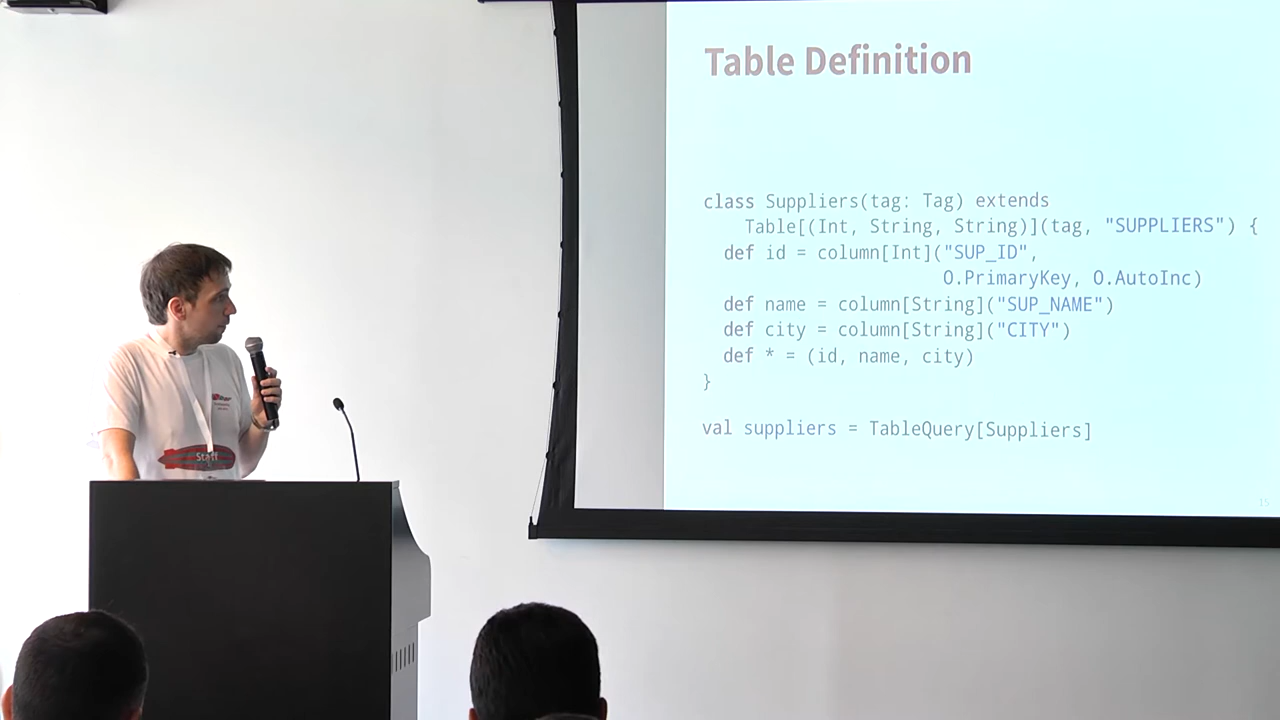 Table Definition
class Suppliers(tag: Tag) extends
Table[(Int, String, String)](tag, "SUPPLIERS") {
def id = column[Int]("SUP_ID",
O.PrimaryKey, O.AutoInc)
def name = column[String]("SUP_NAME")
def city = column[String]("CITY")
def * = (id, name, city)
}
val suppliers = TableQuery[Suppliers]
15
Staff